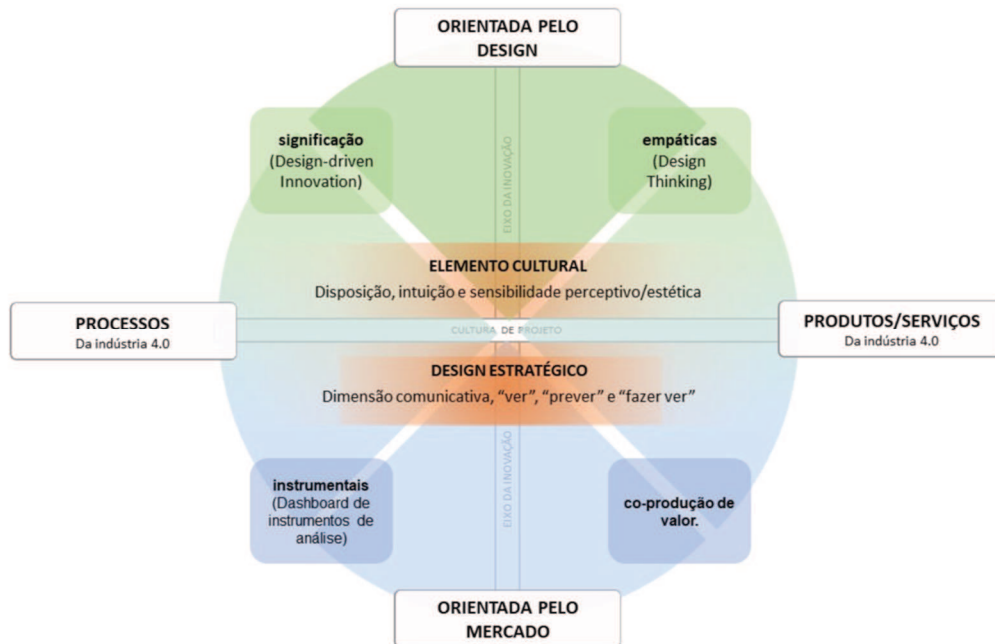 ORIENTADA PELO
DESIGN
significação
(Design-driven
Innovation)
empáticas
(Design
Thinking)
EIXO DA INOVAÇÃO
ELEMENTO CULTURAL
Disposição, intuição e sensibilidade perceptivo/estética
PROCESSOS
Da indústria 4.0
CULTURA DE PROJETO
PRODUTOS/SERVIÇOS
Da indústria 4.0
DESIGN ESTRATÉGICO
Dimensão comunicativa, “ver”, “prever” e “fazer ver”
EIXO DA INOVAÇÃO
instrumentais
(Dashboard de
instrumentos de
análise)
co-produção de
valor.
ORIENTADA PELO
MERCADO